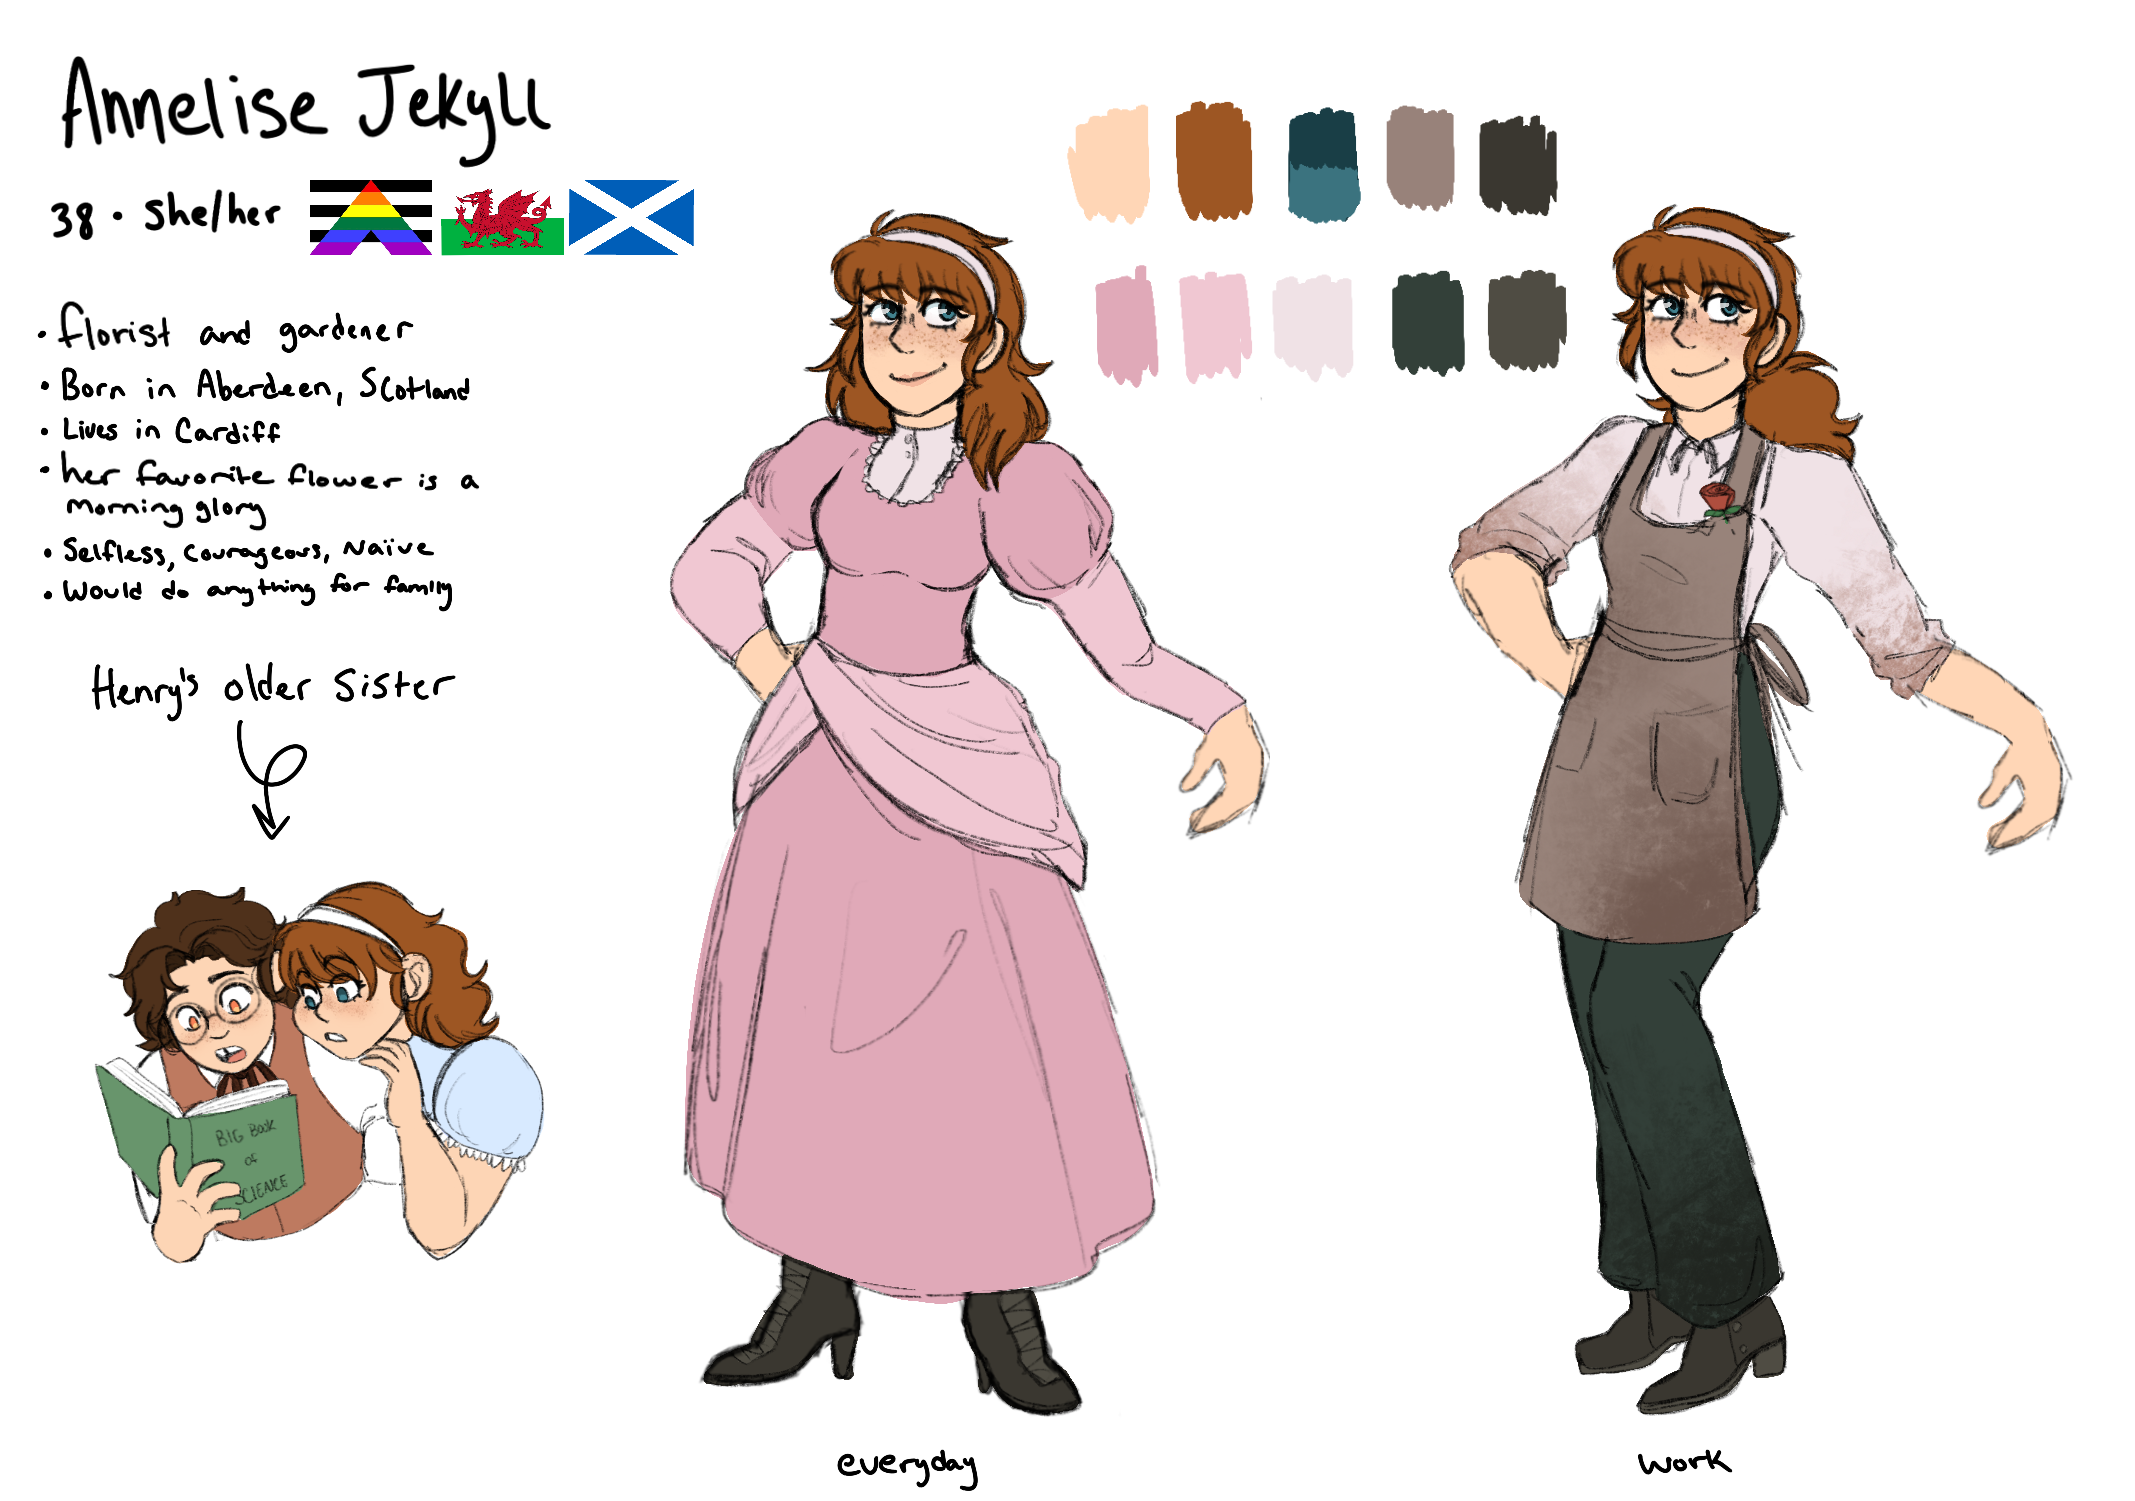 Annelise Jekyll
38 • she/her
• florist and gardener
• Born in Aberdeen, Scotland
• Lives in Cardiff
• her favorite flower is a
morning glory
• Selfless, Courageous, Naïve
• Would do anything for family
Henry's older sister
BIG BOOK
OF
SCIENCE
everyday
work